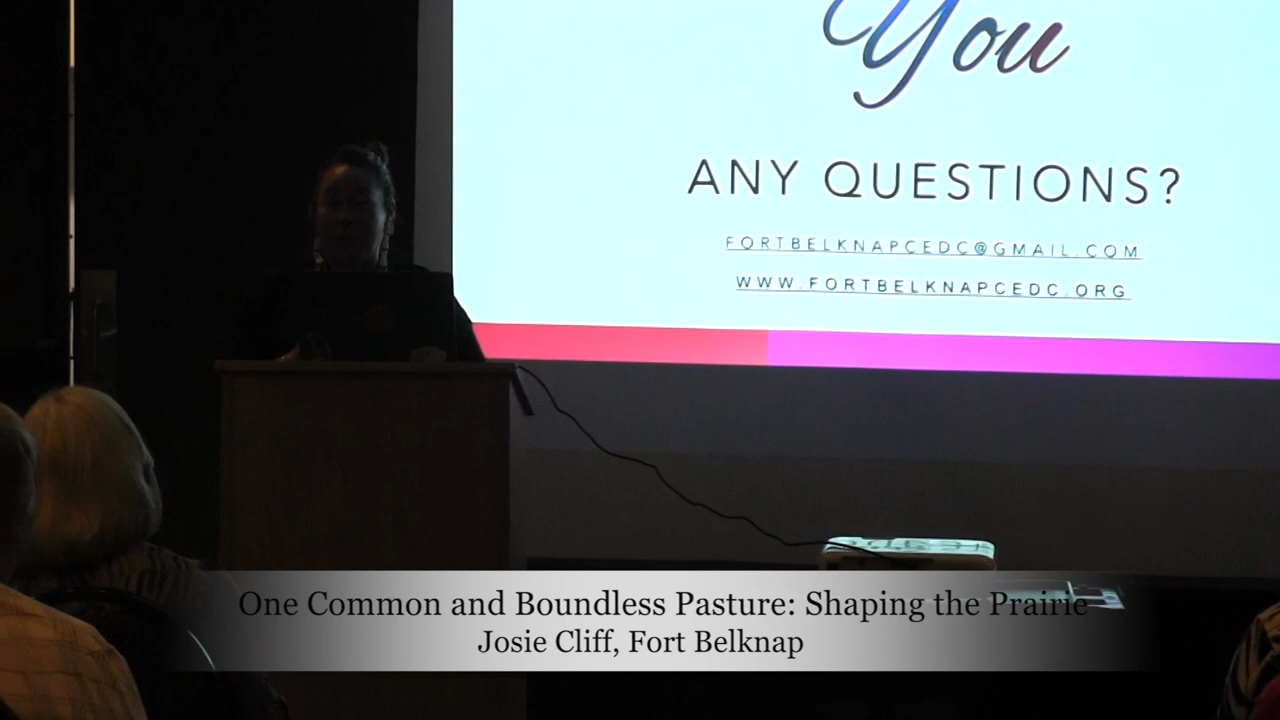 You
ANY QUESTIONS?
FORTBELKNAPCEDC@GMAIL.COM
WWW.FORTBELKNAPCEDC.ORG
One Common and Boundless Pasture: Shaping the Prairie
Josie Cliff, Fort Belknap